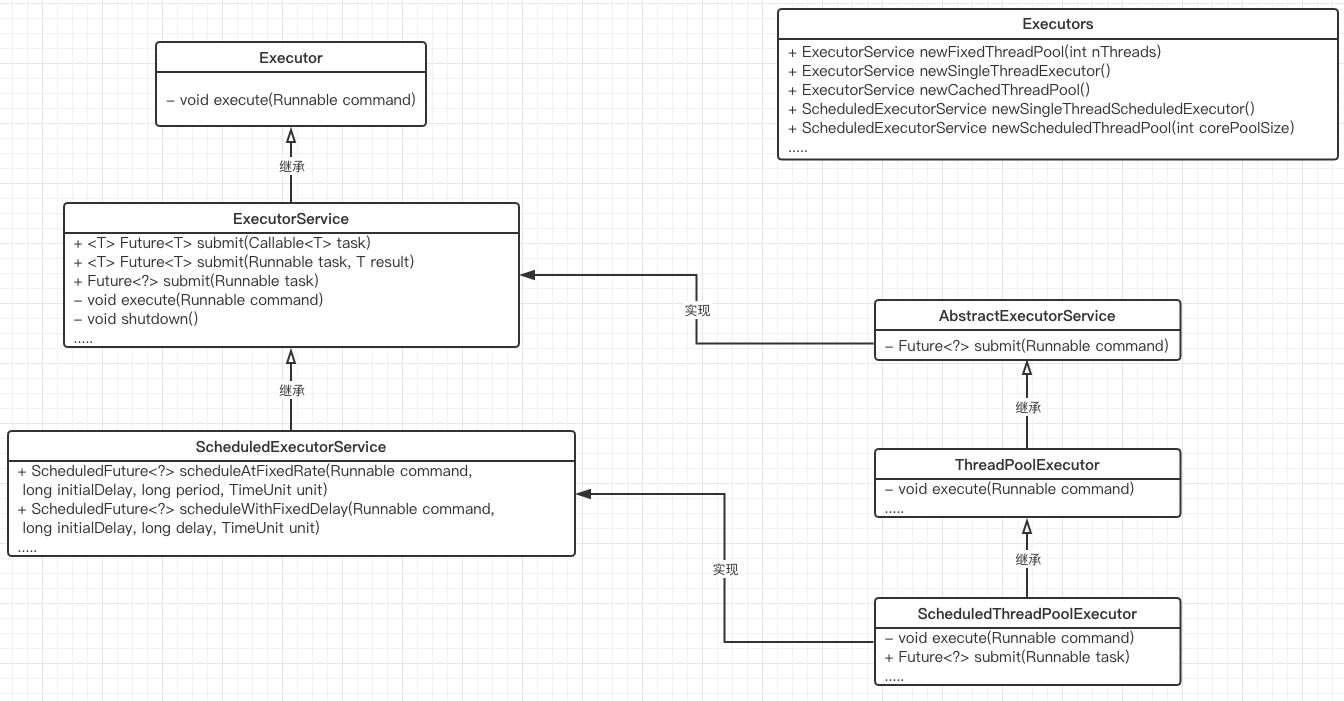 Executor
– void execute(Runnable command)
继承
ExecutorService
+ <T> Future<T> submit(Callable<T> task)
+ <T> Future<T> submit(Runnable task, T result)
+ Future<?> submit(Runnable task)
– void execute(Runnable command)
– void shutdown()
.....
继承
ScheduledExecutorService
+ ScheduledFuture<?> scheduleAtFixedRate(Runnable command,
long initialDelay, long period, TimeUnit unit)
+ ScheduledFuture<?> scheduleWithFixedDelay(Runnable command,
long initialDelay, long delay, TimeUnit unit)
.....
实现
实现
Executors
+ ExecutorService newFixedThreadPool(int nThreads)
+ ExecutorService newSingleThreadExecutor()
+ ExecutorService newCachedThreadPool()
+ ScheduledExecutorService newSingleThreadScheduledExecutor()
+ ScheduledExecutorService newScheduledThreadPool(int corePoolSize)
.....
AbstractExecutorService
– Future<?> submit(Runnable command)
继承
ThreadPoolExecutor
– void execute(Runnable command)
.....
继承
ScheduledThreadPoolExecutor
– void execute(Runnable command)
+ Future<?> submit(Runnable task)
.....